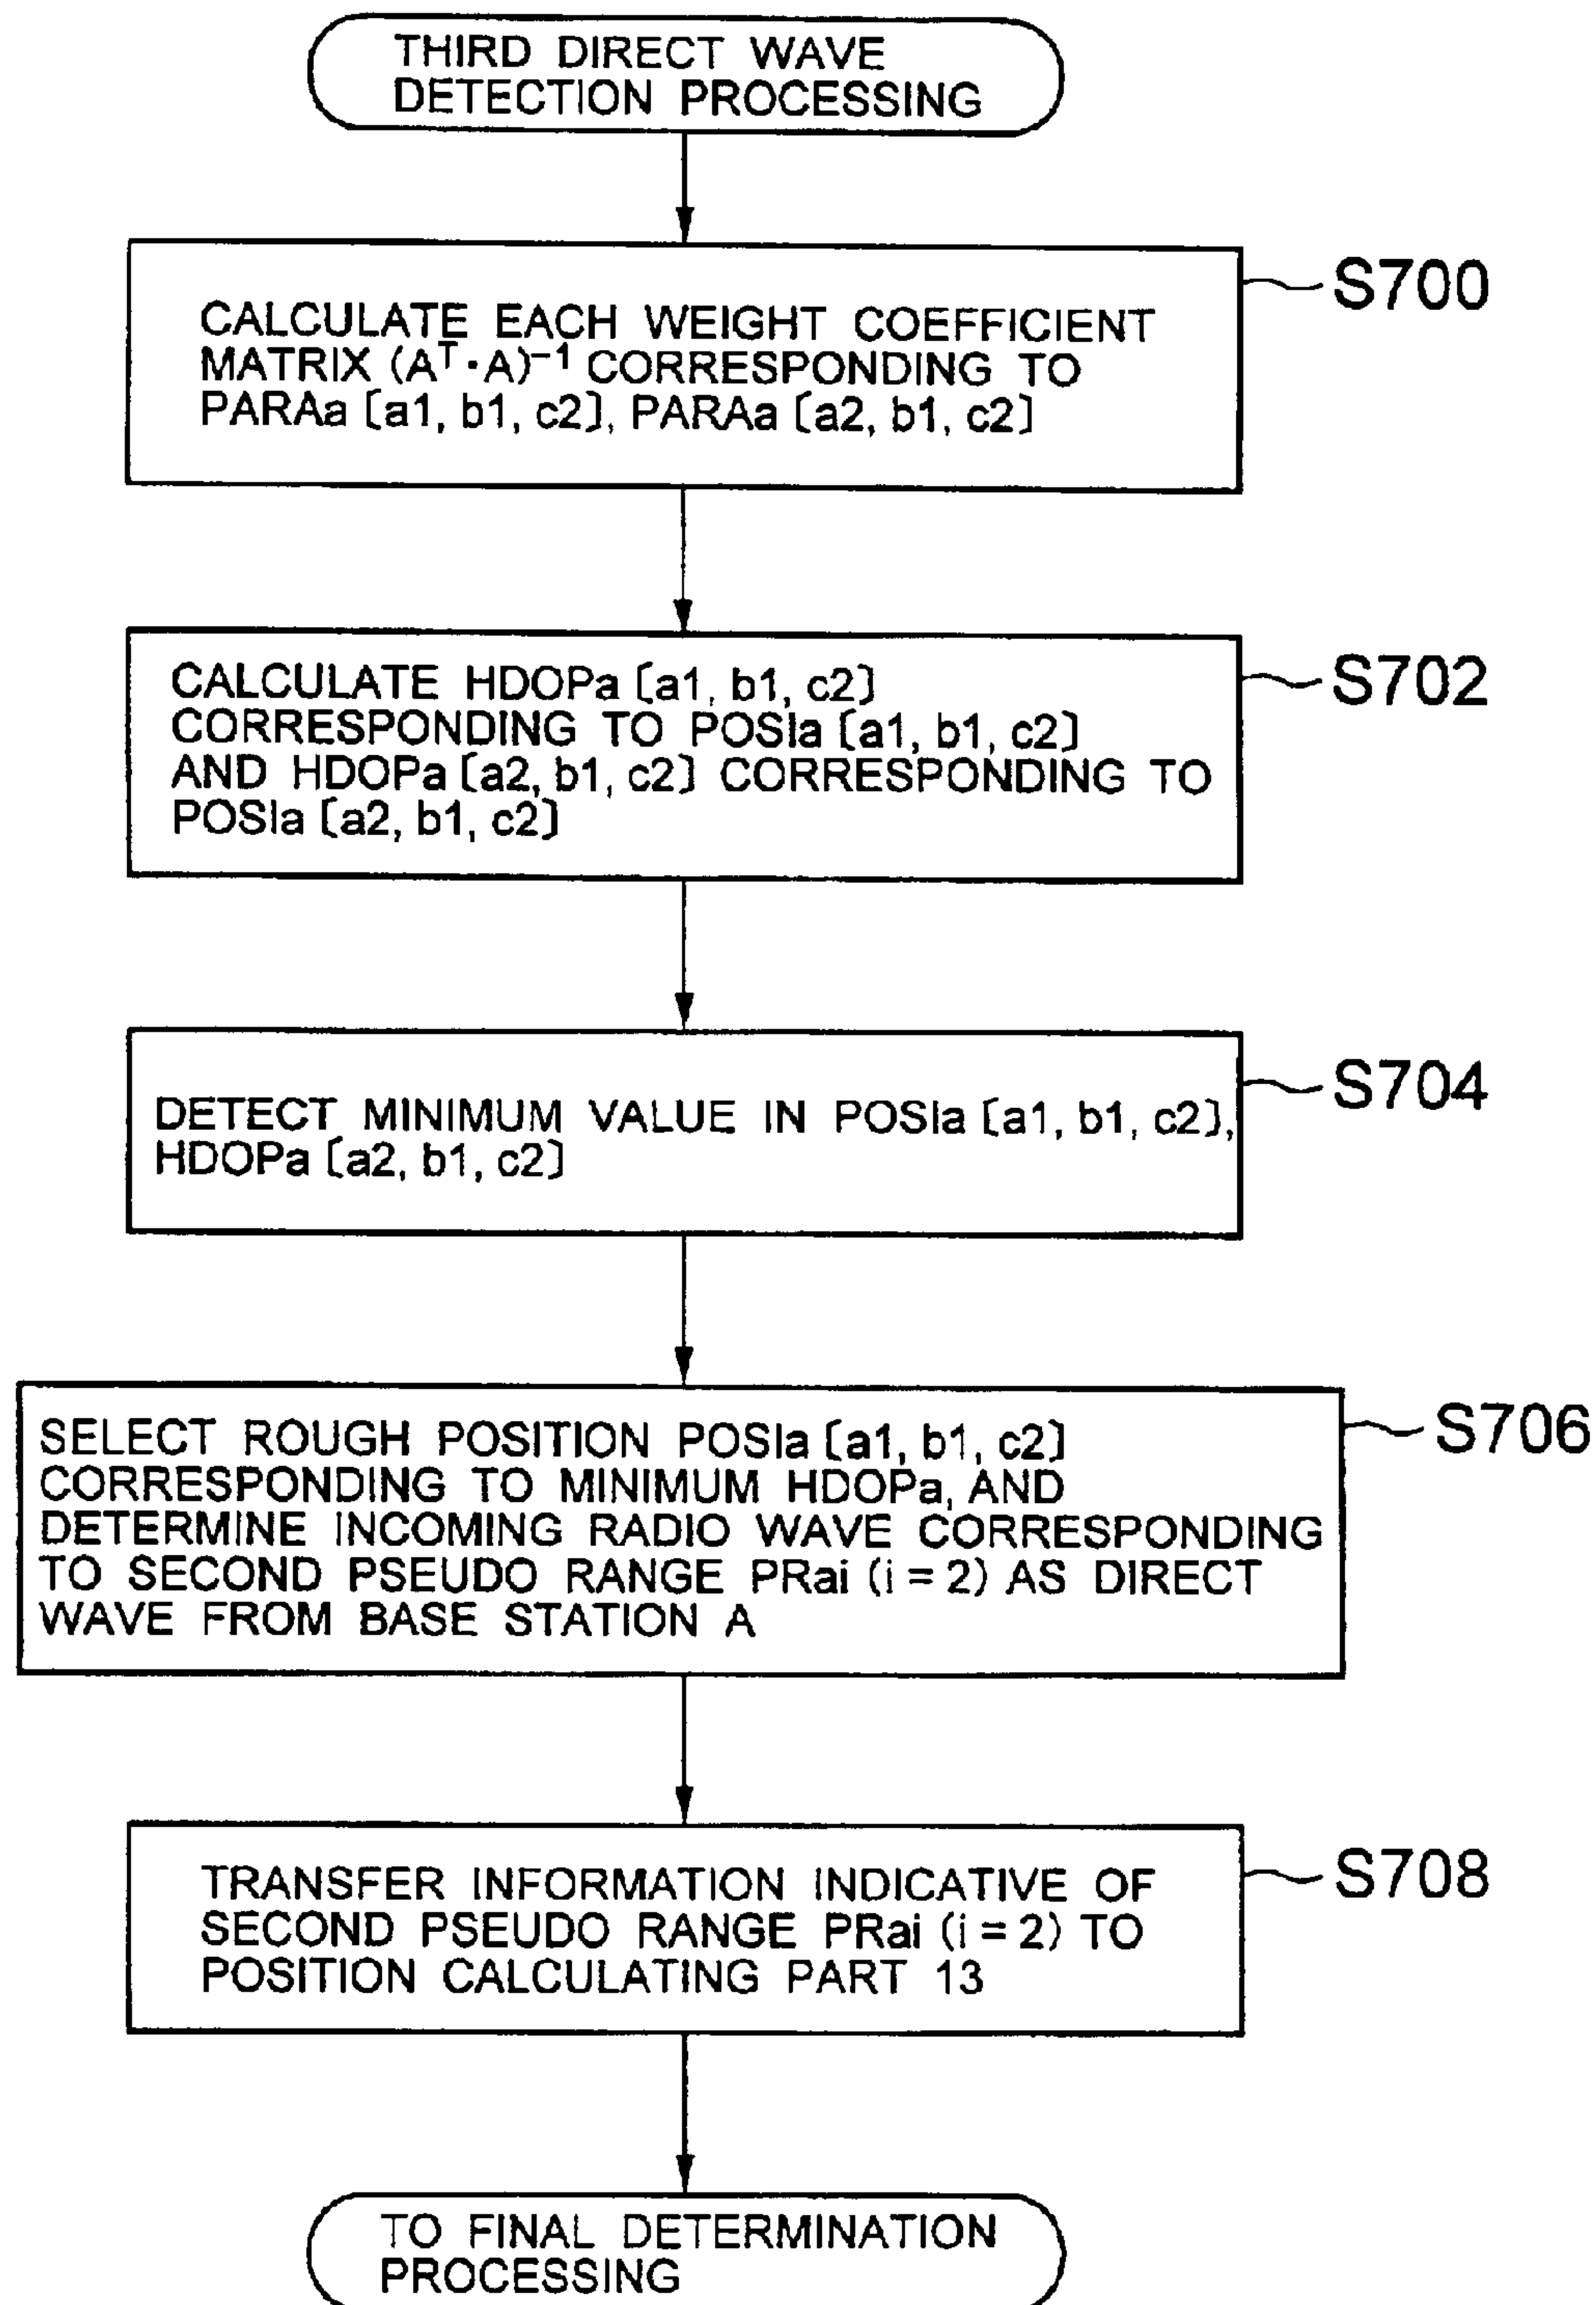 THIRD DIRECT WAVE
DETECTION PROCESSING
S700
CALCULATE EACH WEIGHT COEFFICIENT
MATRIX (Aᵀ·A)⁻¹ CORRESPONDING TO
PARAa〔a1, b1, c2〕, PARAa〔a2, b1, c2〕
S702
CALCULATE HDOPa〔a1, b1, c2〕
CORRESPONDING TO POSIa〔a1, b1, c2〕
AND HDOPa〔a2, b1, c2〕CORRESPONDING TO
POSIa〔a2, b1, c2〕
S704
DETECT MINIMUM VALUE IN POSIa〔a1, b1, c2〕,
HDOPa〔a2, b1, c2〕
S706
SELECT ROUGH POSITION POSIa〔a1, b1, c2〕
CORRESPONDING TO MINIMUM HDOPa, AND
DETERMINE INCOMING RADIO WAVE CORRESPONDING
TO SECOND PSEUDO RANGE PRai (i = 2) AS DIRECT
WAVE FROM BASE STATION A
S708
TRANSFER INFORMATION INDICATIVE OF
SECOND PSEUDO RANGE PRai (i = 2) TO
POSITION CALCULATING PART 13
TO FINAL DETERMINATION
PROCESSING